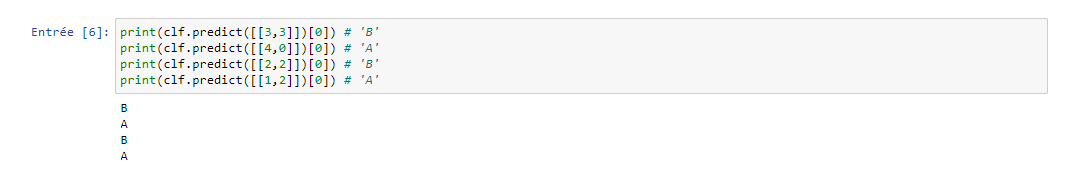 Entrée [6]: print(clf.predict([[3,3]])[0]) # 'B'
print(clf.predict([[4,0]])[0]) # 'A'
print(clf.predict([[2,2]])[0]) # 'B'
print(clf.predict([[1,2]])[0]) # 'A'
B
A
B
A